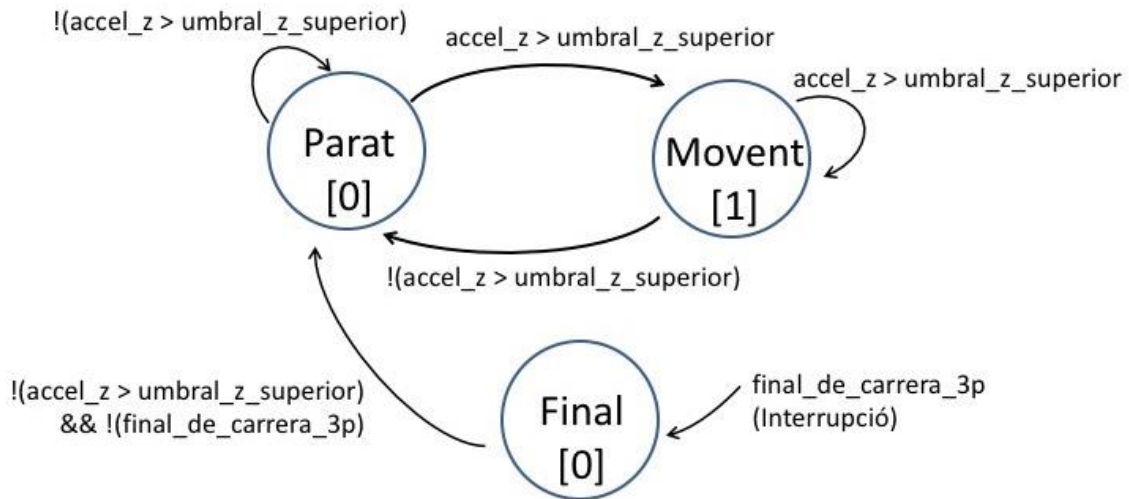 !(accel_z > umbral_z_superior)
accel_z > umbral_z_superior
accel_z > umbral_z_superior
Parat
[0]
Movent
[1]
!(accel_z > umbral_z_superior)
!(accel_z > umbral_z_superior)
&& !(final_de_carrera_3p)
Final
[0]
final_de_carrera_3p
(Interrupció)